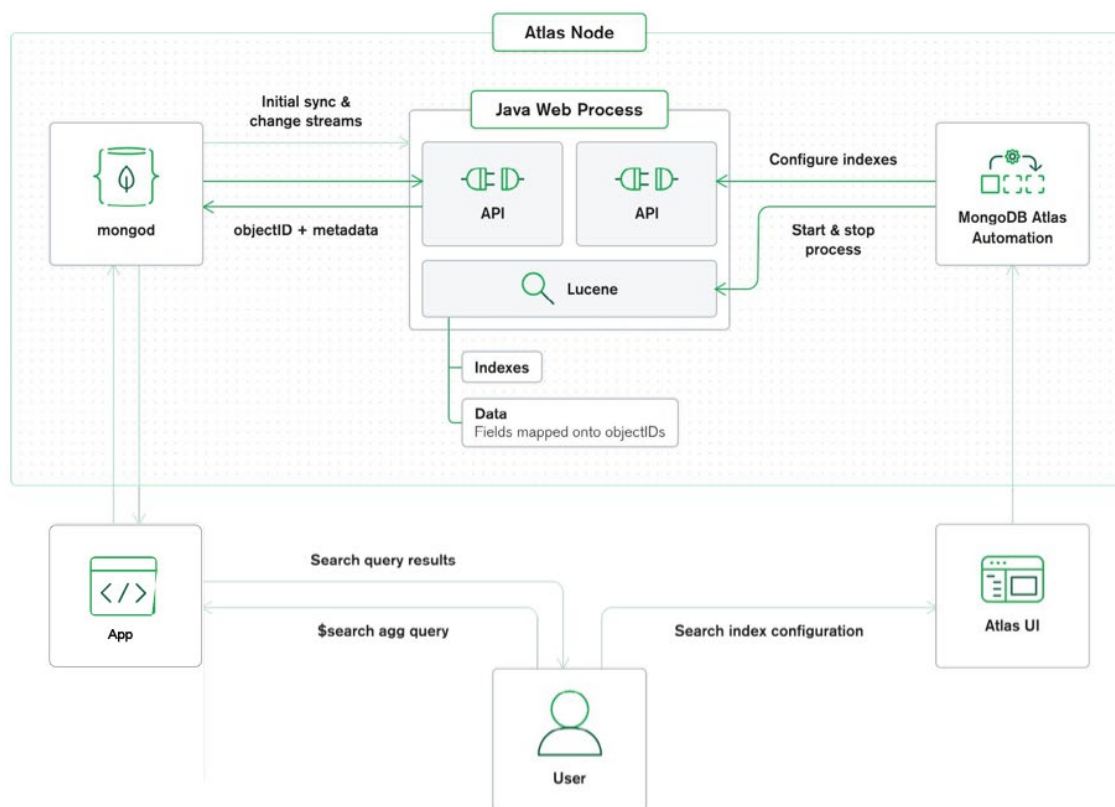 Atlas Node
Initial sync &
change streams
Java Web Process
mongod
objectID + metadata
API
API
Configure indexes
Start & stop
process
MongoDB Atlas
Automation
Lucene
Indexes
Data
Fields mapped onto objectIDs
</>
App
Search query results
$search agg query
Search index configuration
Atlas UI
User